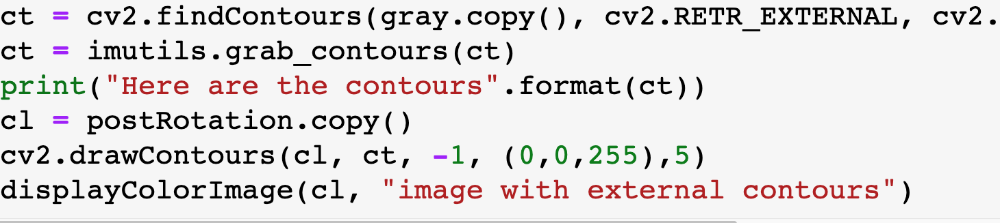 ct = cv2.findContours(gray.copy(), cv2.RETR_EXTERNAL, cv2.
ct = imutils.grab_contours(ct)
print("Here are the contours".format(ct))
cl = postRotation.copy()
cv2.drawContours(cl, ct, -1, (0,0,255),5)
displayColorImage(cl, "image with external contours")